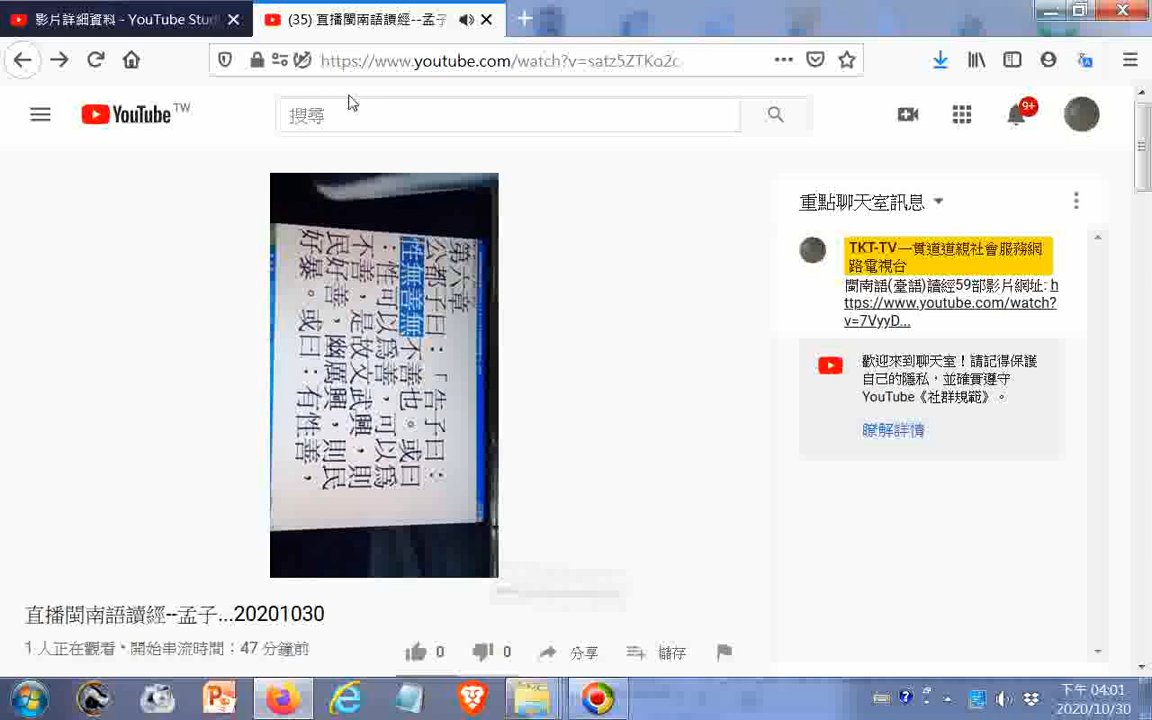 影片詳細資料 - YouTube Stud
(35) 直播閩南語讀經--孟子
https://www.youtube.com/watch?v=satz5ZTKo2c
YouTube TW
搜尋
9+
第六章
公都子曰：「告子曰：
性無善無不善也。或曰
：性可以為善，可以為
不善，是故文武興，則
民好善，幽厲興，則民
好暴。或曰：有性善，
重點聊天室訊息
TKT-TV一貫道道親社會服務網
路電視台
閩南語(臺語)讀經59部影片網址: h
ttps://www.youtube.com/watch?
v=7VyyD...
歡迎來到聊天室！請記得保護
自己的隱私，並確實遵守
YouTube《社群規範》。
瞭解詳情
直播閩南語讀經--孟子...20201030
1 人正在觀看・開始串流時間：47 分鐘前
0
0
分享
儲存
下午 04:01
2020/10/30